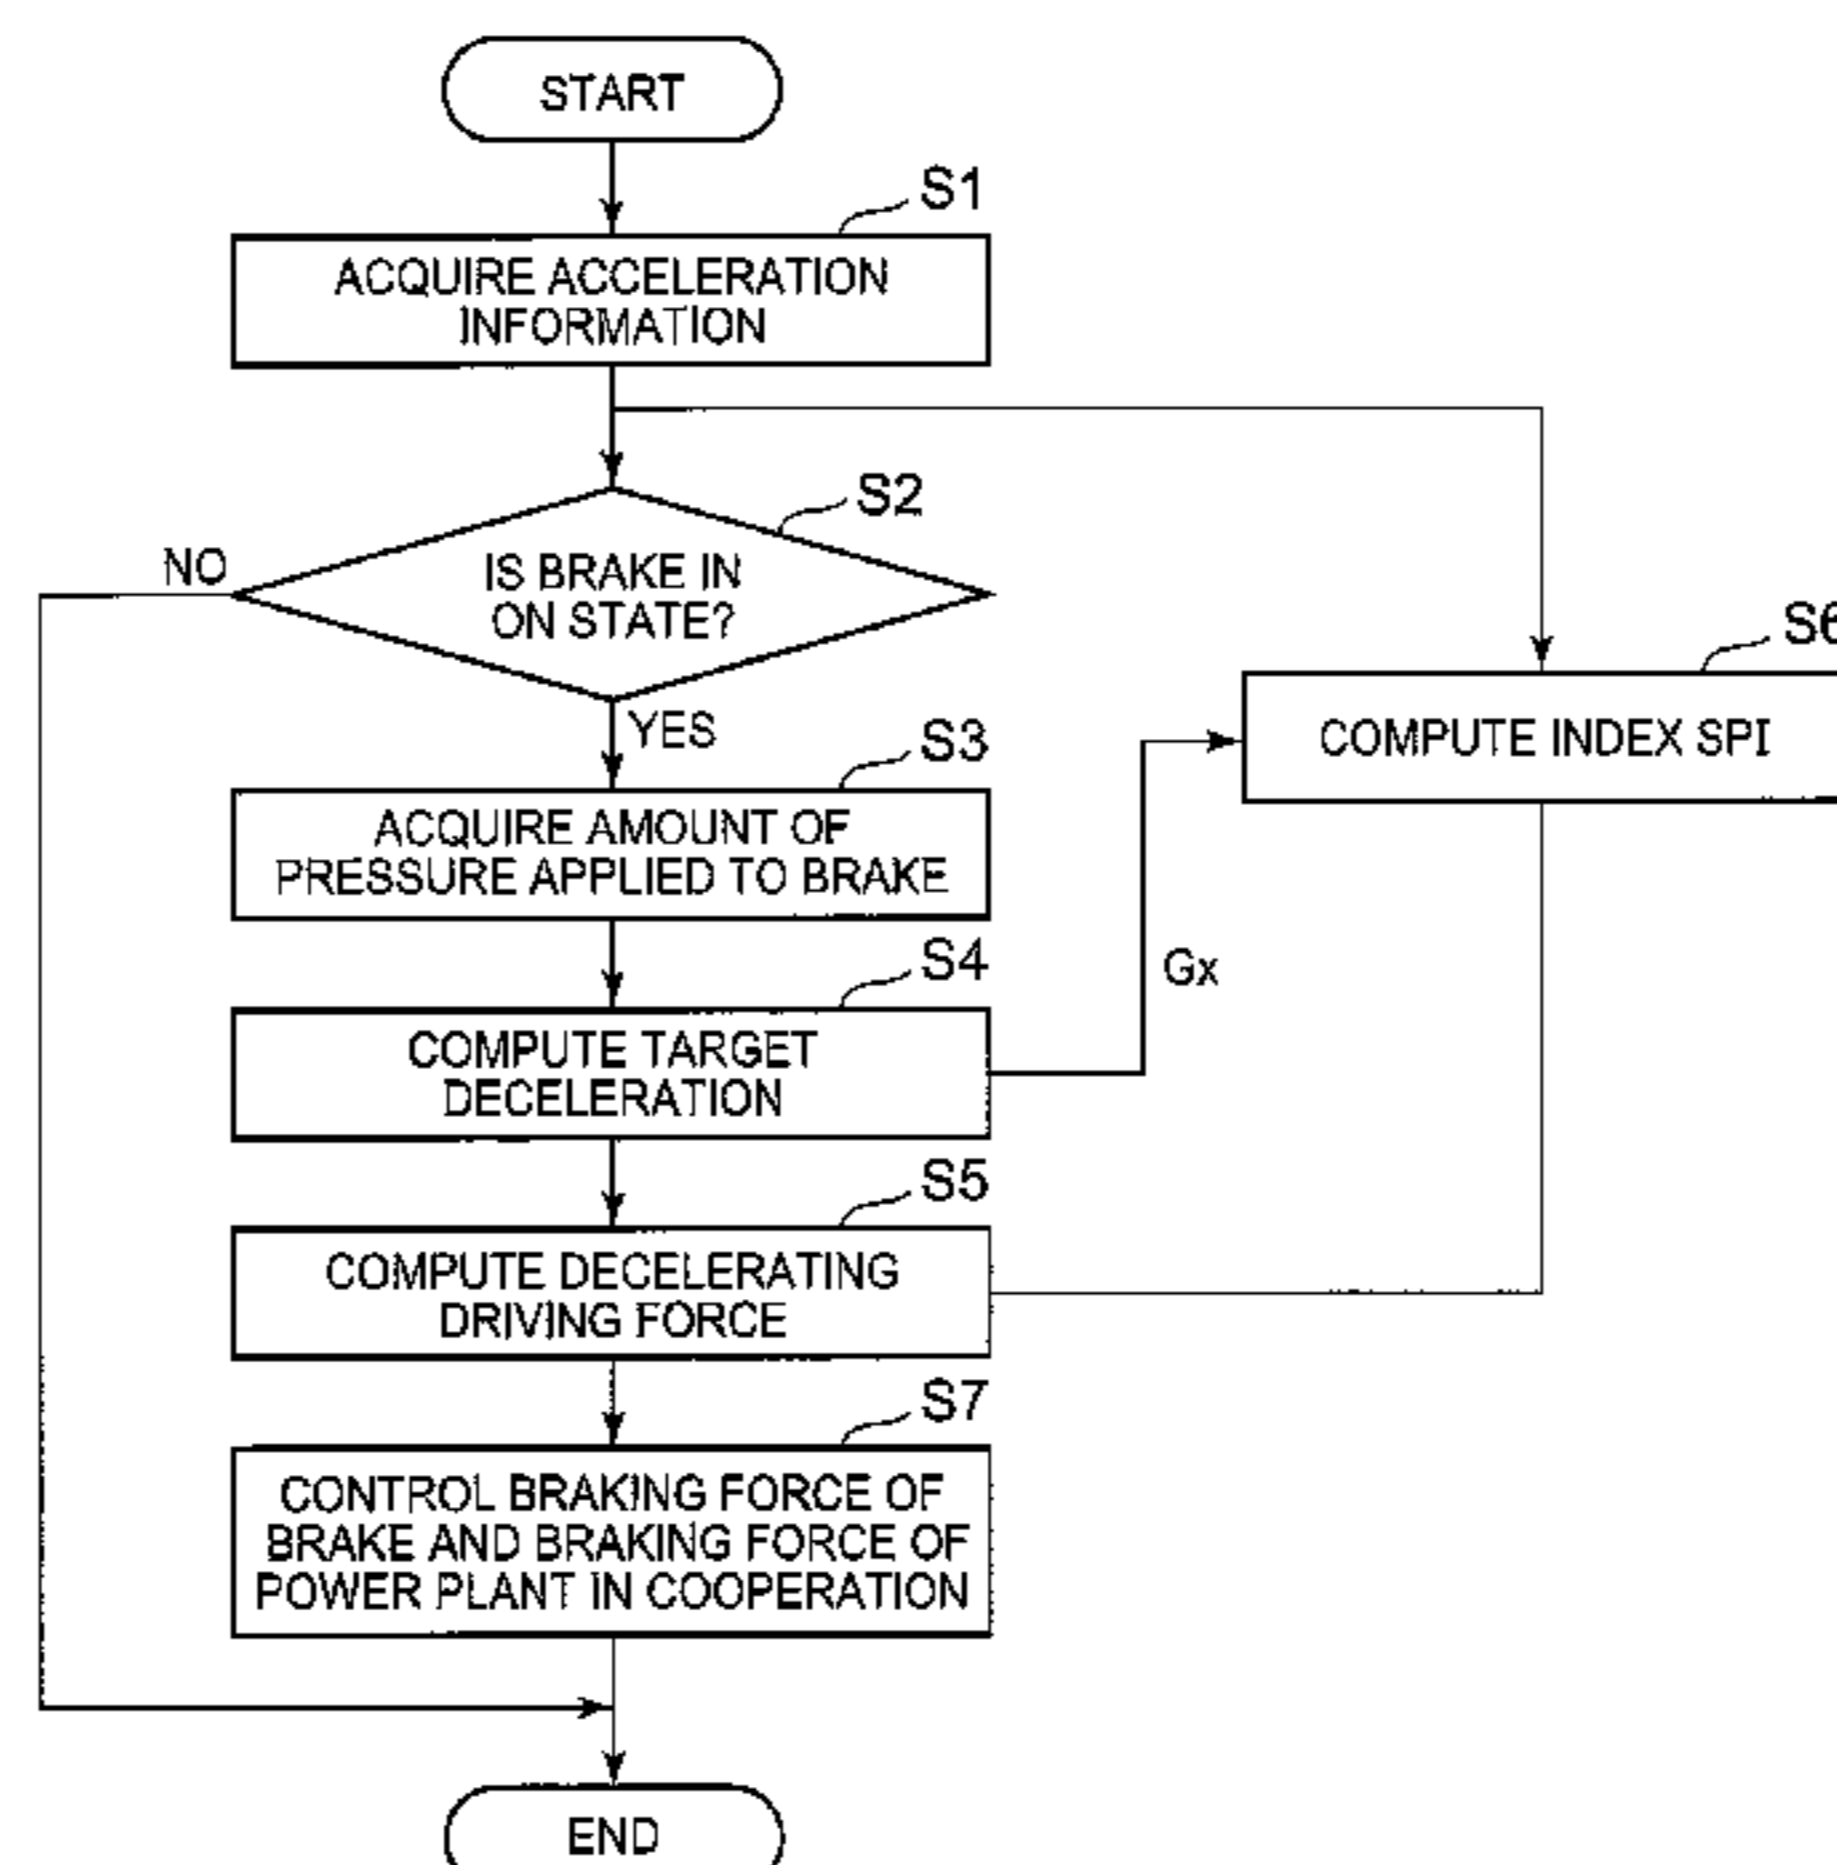 START
S1
ACQUIRE ACCELERATION
INFORMATION
S2
NO
IS BRAKE IN
ON STATE?
YES
S6
COMPUTE INDEX SPI
S3
ACQUIRE AMOUNT OF
PRESSURE APPLIED TO BRAKE
S4
Gx
COMPUTE TARGET
DECELERATION
S5
COMPUTE DECELERATING
DRIVING FORCE
S7
CONTROL BRAKING FORCE OF
BRAKE AND BRAKING FORCE OF
POWER PLANT IN COOPERATION
END